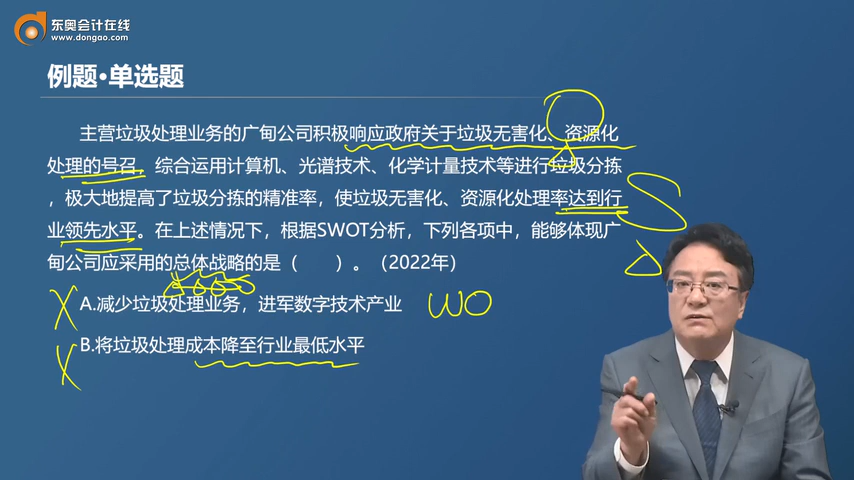 东奥会计在线
www.dongao.com
例题·单选题
主营垃圾处理业务的广甸公司积极响应政府关于垃圾无害化、资源化
处理的号召，综合运用计算机、光谱技术、化学计量技术等进行垃圾分拣
，极大地提高了垃圾分拣的精准率，使垃圾无害化、资源化处理率达到行
业领先水平。在上述情况下，根据SWOT分析，下列各项中，能够体现广
甸公司应采用的总体战略的是（　　）。（2022年）
A.减少垃圾处理业务，进军数字技术产业
WO
B.将垃圾处理成本降至行业最低水平
S